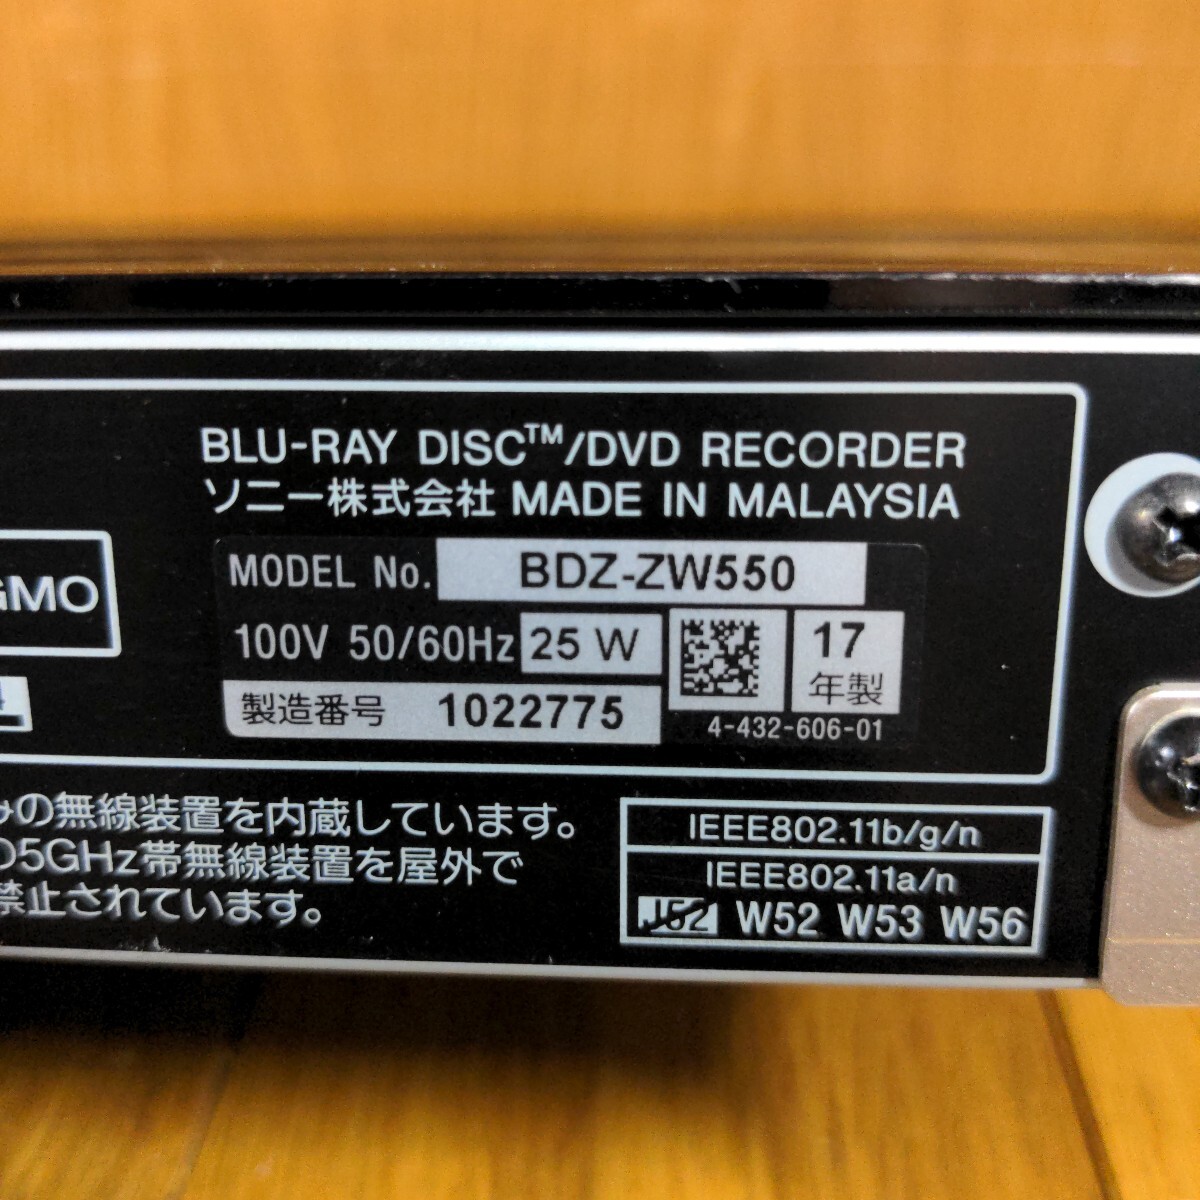 BLU-RAY DISC™/DVD RECORDER
ソニー株式会社 MADE IN MALAYSIA
GMO
MODEL No. BDZ-ZW550
100V 50/60Hz 25 W
17
年製
製造番号 1022775
4-432-606-01
の無線装置を内蔵しています。
5GHz帯無線装置を屋外で
禁止されています。
IEEE802.11b/g/n
IEEE802.11a/n
J52 W52 W53 W56